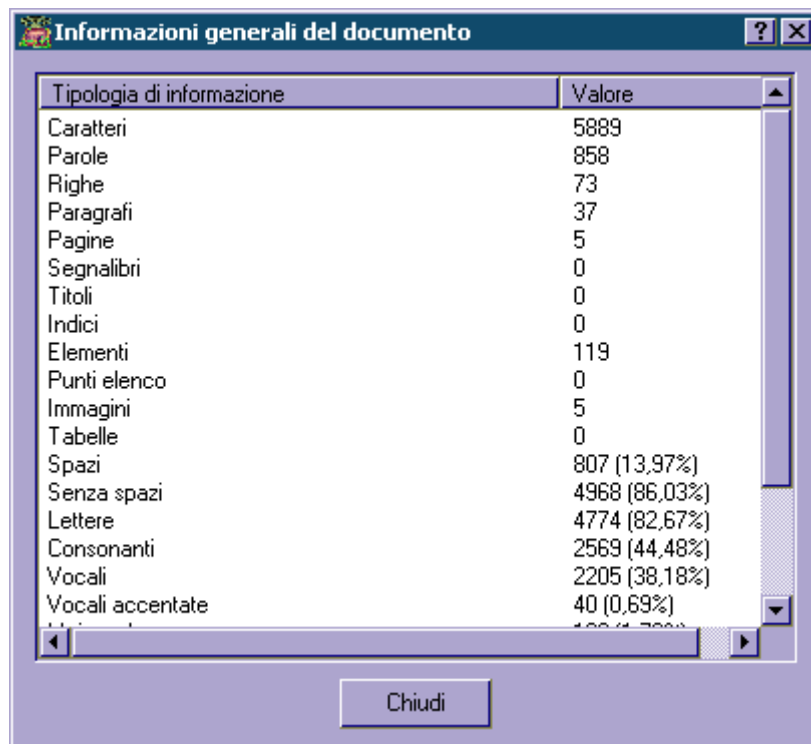 Informazioni generali del documento
Tipologia di informazione Valore
Caratteri 5889
Parole 858
Righe 73
Paragrafi 37
Pagine 5
Segnalibri 0
Titoli 0
Indici 0
Elementi 119
Punti elenco 0
Immagini 5
Tabelle 0
Spazi 807 (13,97%)
Senza spazi 4968 (86,03%)
Lettere 4774 (82,67%)
Consonanti 2569 (44,48%)
Vocali 2205 (38,18%)
Vocali accentate 40 (0,69%)
Chiudi